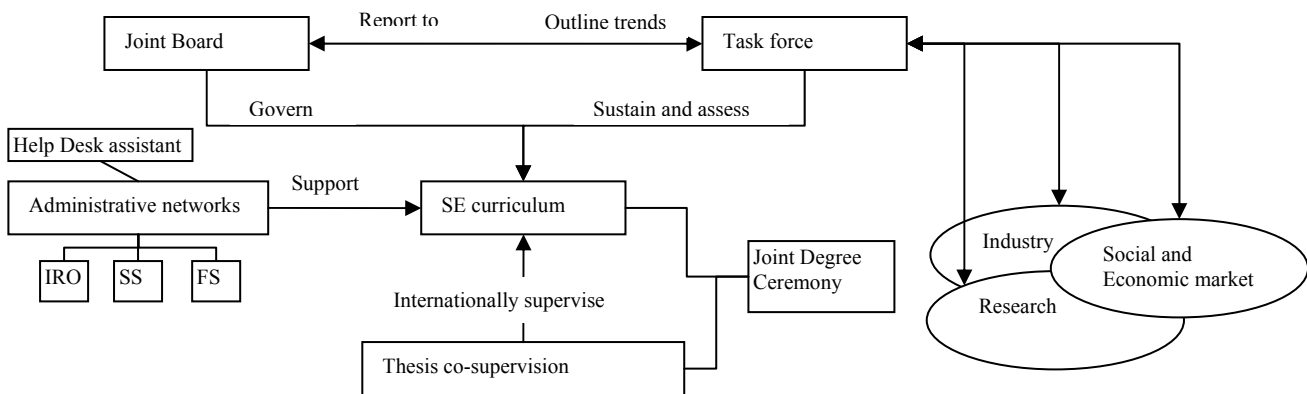 Report to
Outline trends
Joint Board
Task force
Govern
Sustain and assess
Help Desk assistant
Support
Administrative networks
SE curriculum
Industry
Social and
Economic market
Joint Degree
Ceremony
IRO
SS
FS
Internationally supervise
Research
Thesis co-supervision